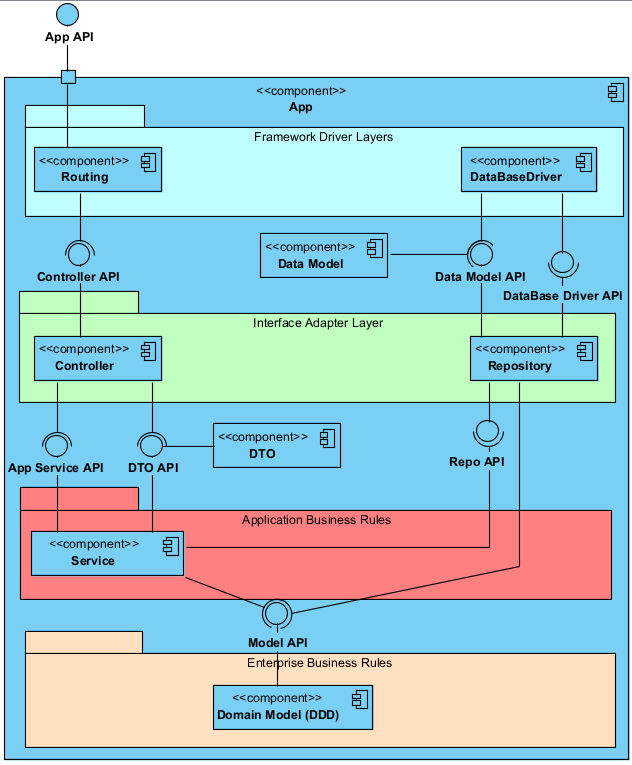 App API
<<component>>
App
Framework Driver Layers
<<component>>
Routing
<<component>>
DataBaseDriver
<<component>>
Data Model
Controller API
Data Model API
DataBase Driver API
Interface Adapter Layer
<<component>>
Controller
<<component>>
Repository
<<component>>
DTO
App Service API
DTO API
Repo API
Application Business Rules
<<component>>
Service
Model API
Enterprise Business Rules
<<component>>
Domain Model (DDD)